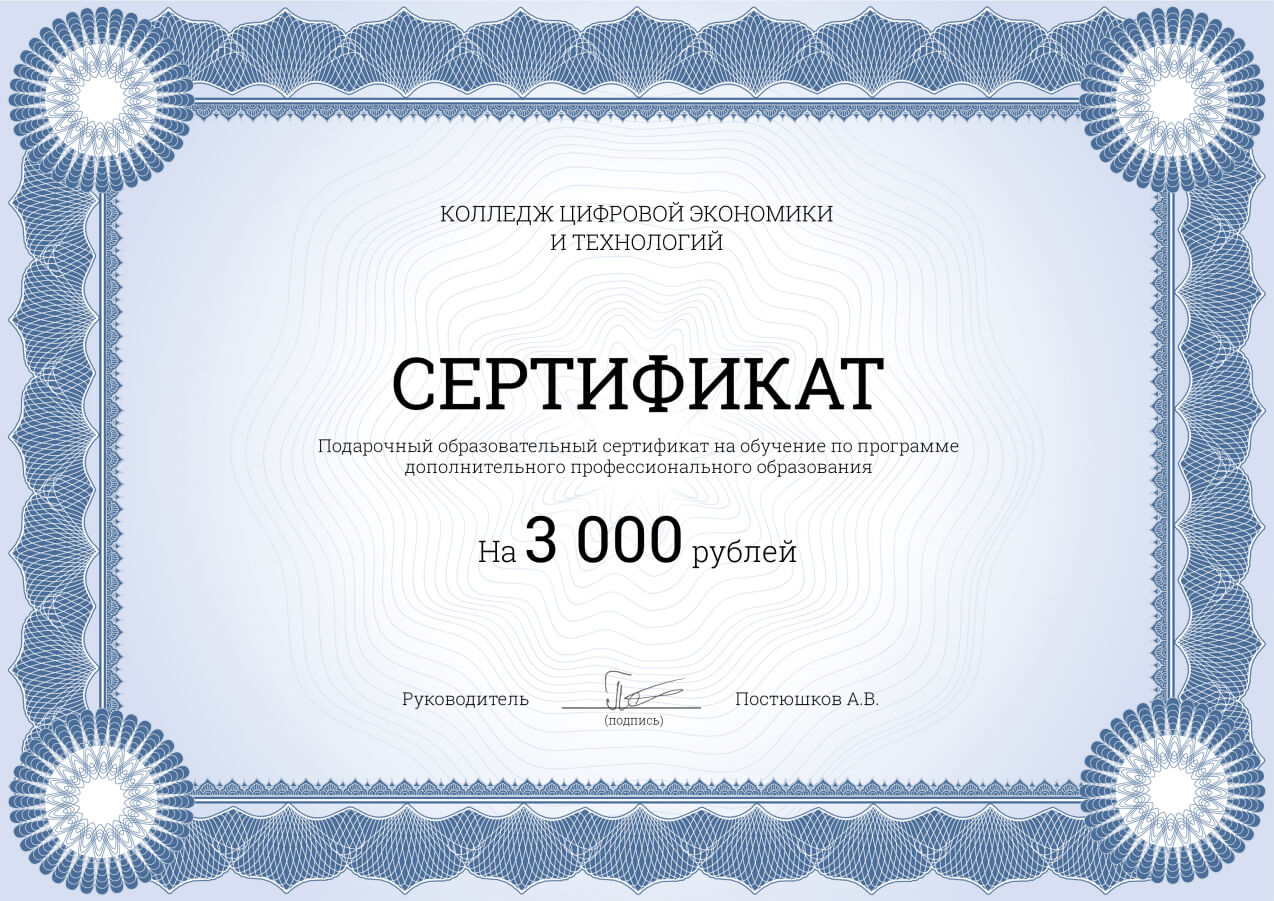 КОЛЛЕДЖ ЦИФРОВОЙ ЭКОНОМИКИ
И ТЕХНОЛОГИЙ
СЕРТИФИКАТ
Подарочный образовательный сертификат на обучение по программе
дополнительного профессионального образования
На 3 000 рублей
Руководитель Постюшков А.В.
(подпись)